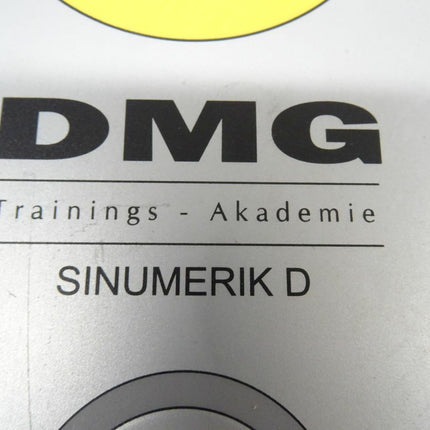 DMG
Trainings - Akademie
SINUMERIK D